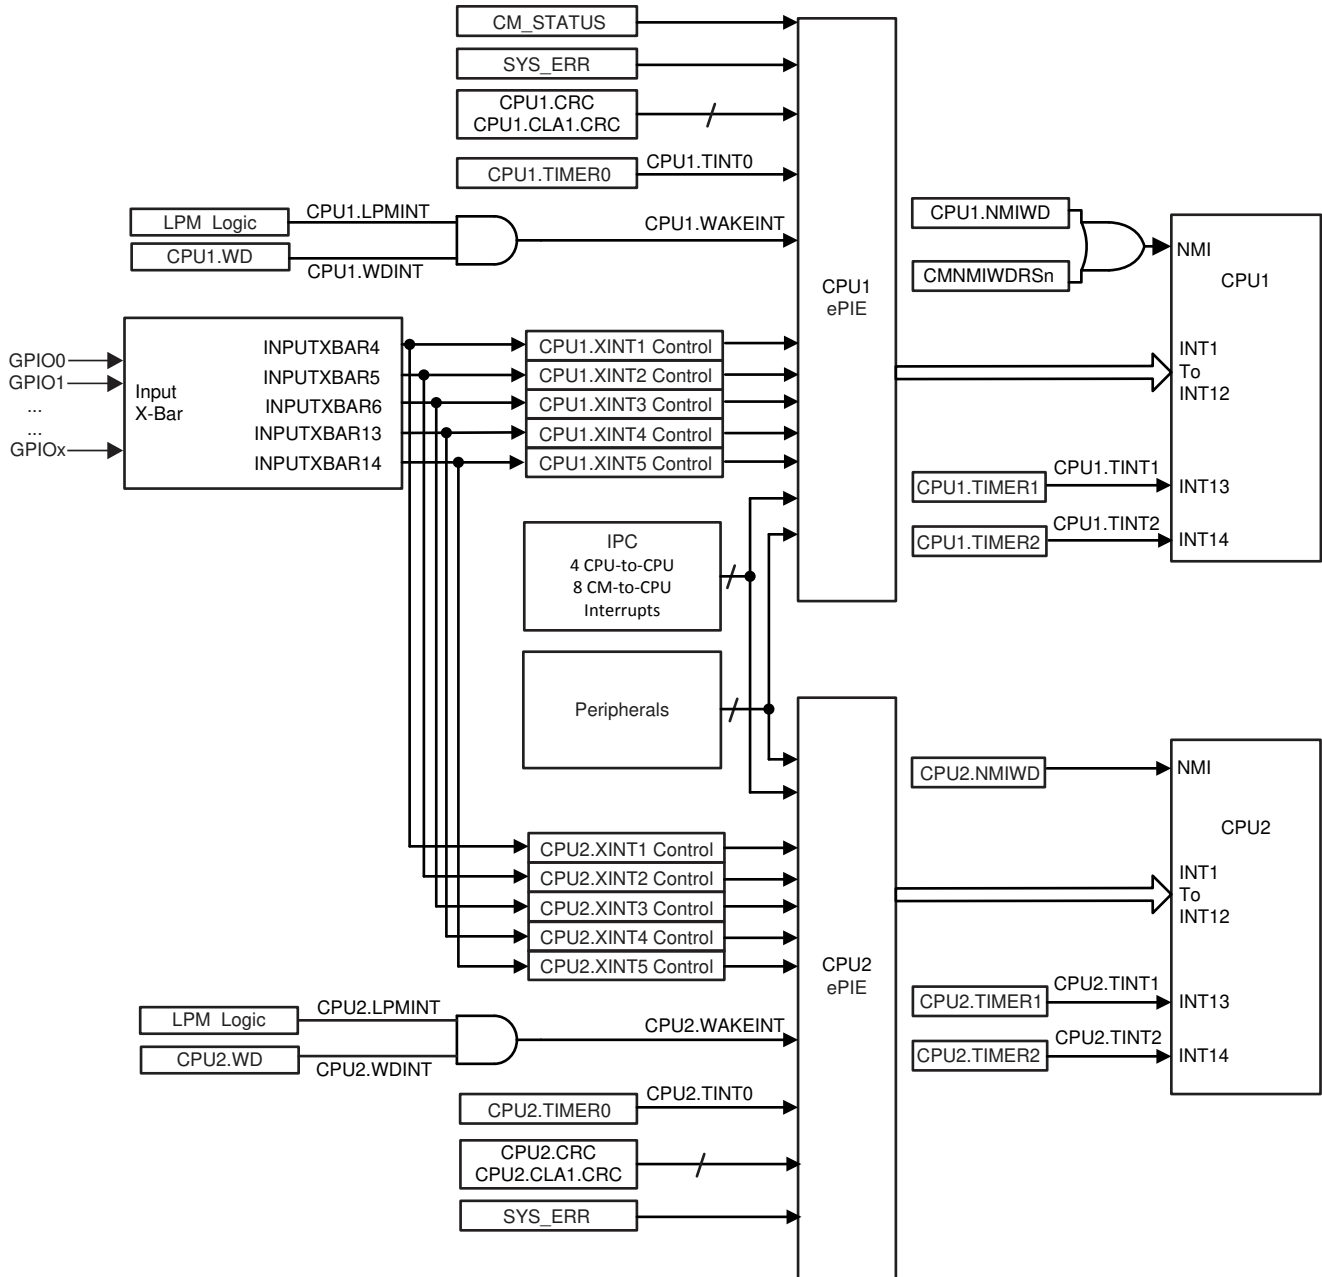 CM_STATUS
SYS_ERR
CPU1.CRC
CPU1.CLA1.CRC
CPU1.TIMER0
CPU1.TINT0
LPM Logic
CPU1.LPMINT
CPU1.WD
CPU1.WDINT
CPU1.WAKEINT
CPU1
ePIE
CPU1.NMIWD
CMNMIWDRSn
NMI
CPU1
INT1
To
INT12
CPU1.TIMER1
CPU1.TINT1
INT13
CPU1.TIMER2
CPU1.TINT2
INT14
GPIO0
GPIO1
...
...
GPIOx
Input
X-Bar
INPUTXBAR4
INPUTXBAR5
INPUTXBAR6
INPUTXBAR13
INPUTXBAR14
CPU1.XINT1 Control
CPU1.XINT2 Control
CPU1.XINT3 Control
CPU1.XINT4 Control
CPU1.XINT5 Control
IPC
4 CPU-to-CPU
8 CM-to-CPU
Interrupts
Peripherals
CPU2.XINT1 Control
CPU2.XINT2 Control
CPU2.XINT3 Control
CPU2.XINT4 Control
CPU2.XINT5 Control
CPU2
ePIE
CPU2.NMIWD
NMI
CPU2
INT1
To
INT12
CPU2.TIMER1
CPU2.TINT1
INT13
CPU2.TIMER2
CPU2.TINT2
INT14
LPM Logic
CPU2.LPMINT
CPU2.WD
CPU2.WDINT
CPU2.WAKEINT
CPU2.TIMER0
CPU2.TINT0
CPU2.CRC
CPU2.CLA1.CRC
SYS_ERR